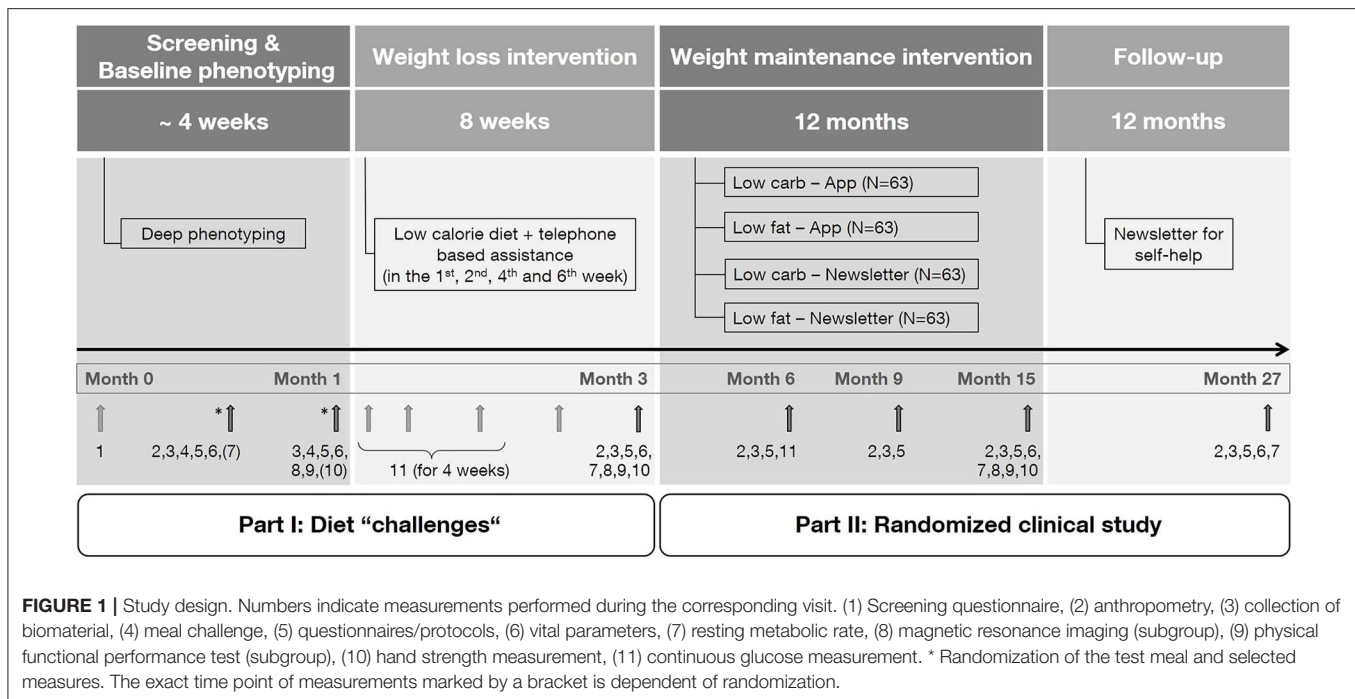 Screening &
Baseline phenotyping
Weight loss intervention
Weight maintenance intervention
Follow-up
~ 4 weeks
8 weeks
12 months
12 months
Deep phenotyping
Low calorie diet + telephone
based assistance
(in the 1st, 2nd, 4th and 6th week)
Low carb – App (N=63)
Low fat – App (N=63)
Low carb – Newsletter (N=63)
Low fat – Newsletter (N=63)
Newsletter for
self-help
Month 0
Month 1
Month 3
Month 6
Month 9
Month 15
Month 27
*
*
1
2,3,4,5,6,(7)
3,4,5,6,
8,9,(10)
11 (for 4 weeks)
2,3,5,6,
7,8,9,10
2,3,5,11
2,3,5
2,3,5,6,
7,8,9,10
2,3,5,6,7
Part I: Diet “challenges“
Part II: Randomized clinical study
FIGURE 1 | Study design. Numbers indicate measurements performed during the corresponding visit. (1) Screening questionnaire, (2) anthropometry, (3) collection of
biomaterial, (4) meal challenge, (5) questionnaires/protocols, (6) vital parameters, (7) resting metabolic rate, (8) magnetic resonance imaging (subgroup), (9) physical
functional performance test (subgroup), (10) hand strength measurement, (11) continuous glucose measurement. * Randomization of the test meal and selected
measures. The exact time point of measurements marked by a bracket is dependent of randomization.